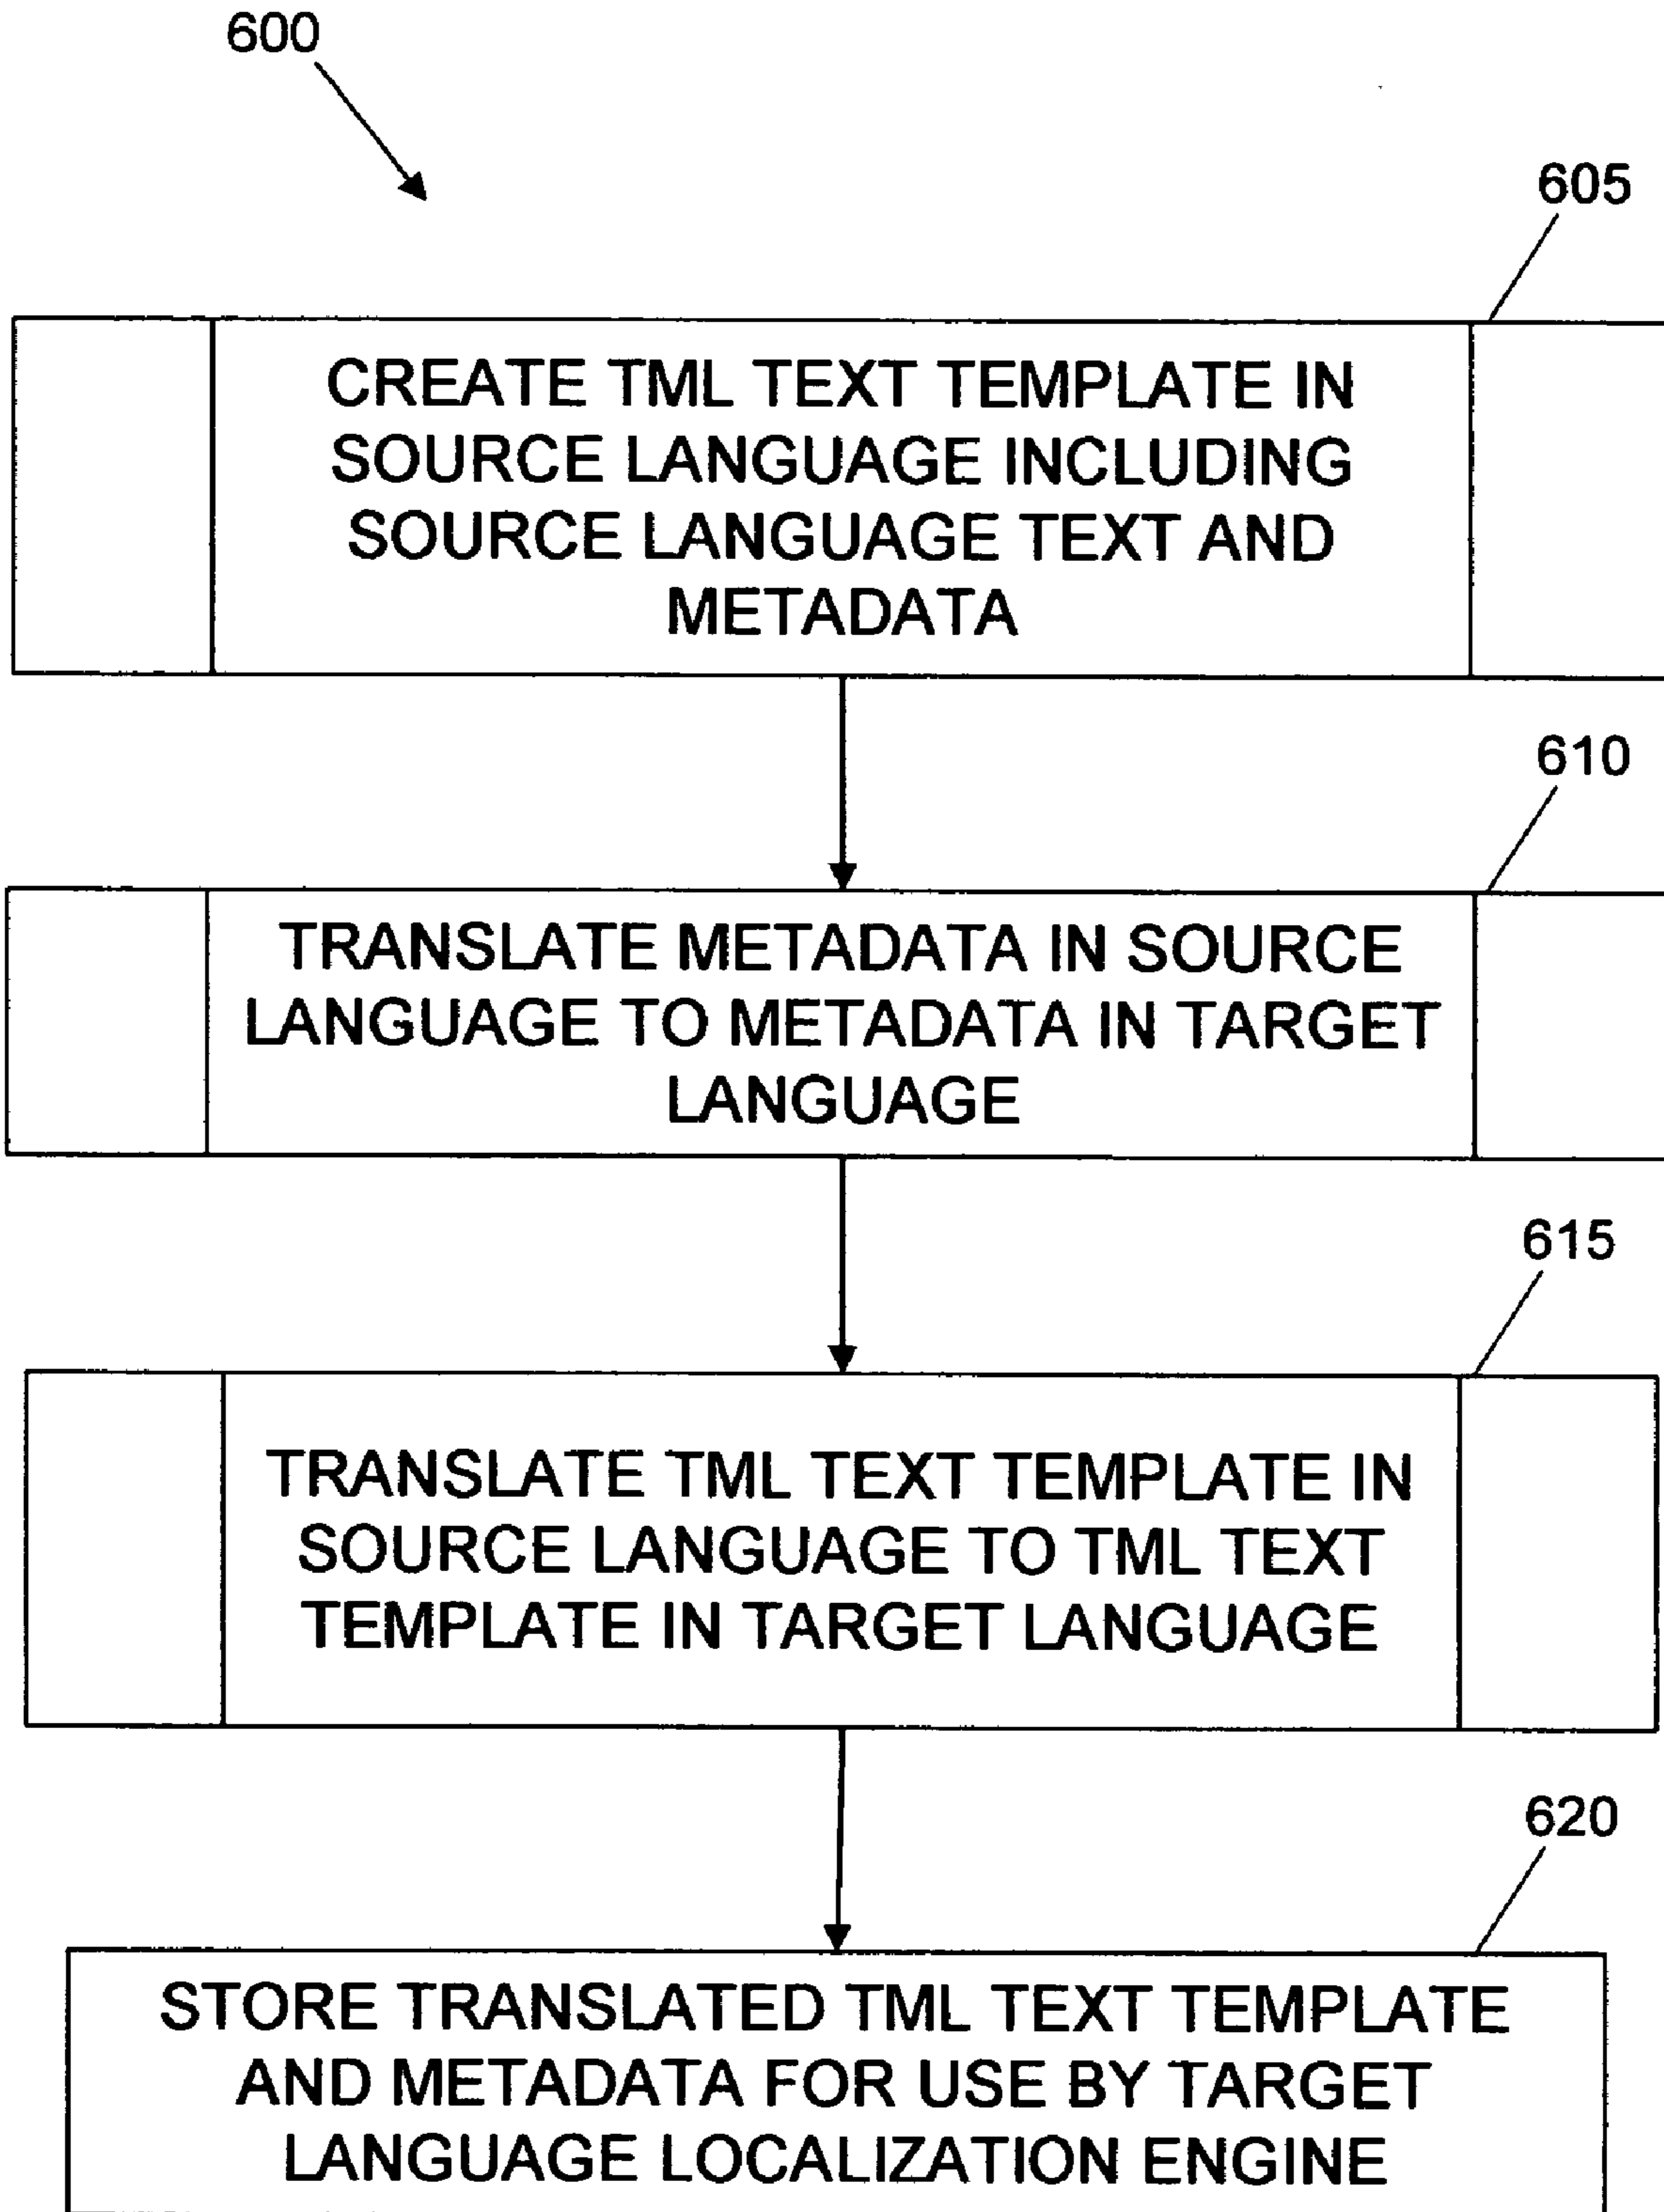 600
605
CREATE TML TEXT TEMPLATE IN
SOURCE LANGUAGE INCLUDING
SOURCE LANGUAGE TEXT AND
METADATA
610
TRANSLATE METADATA IN SOURCE
LANGUAGE TO METADATA IN TARGET
LANGUAGE
615
TRANSLATE TML TEXT TEMPLATE IN
SOURCE LANGUAGE TO TML TEXT
TEMPLATE IN TARGET LANGUAGE
620
STORE TRANSLATED TML TEXT TEMPLATE
AND METADATA FOR USE BY TARGET
LANGUAGE LOCALIZATION ENGINE